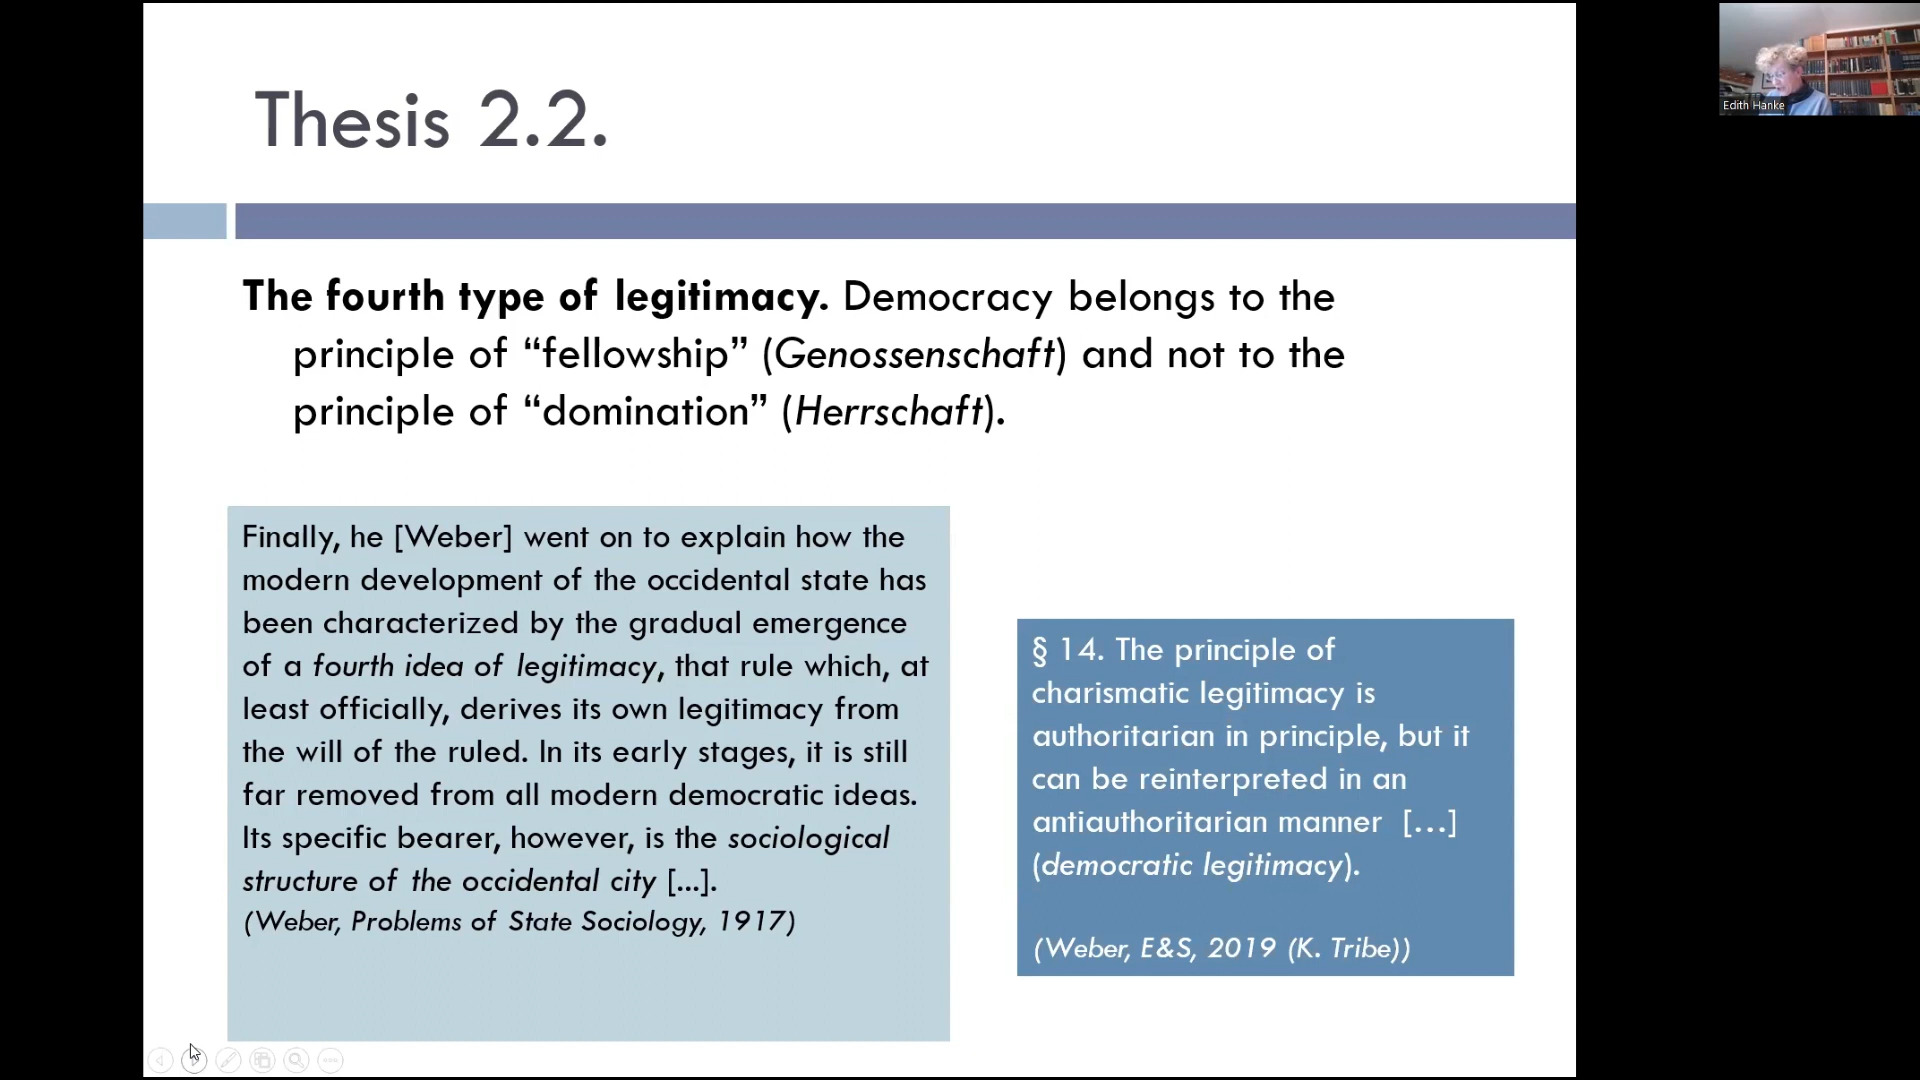 Thesis 2.2.
The fourth type of legitimacy. Democracy belongs to the
principle of “fellowship” (Genossenschaft) and not to the
principle of “domination” (Herrschaft).
Finally, he [Weber] went on to explain how the
modern development of the occidental state has
been characterized by the gradual emergence
of a fourth idea of legitimacy, that rule which, at
least officially, derives its own legitimacy from
the will of the ruled. In its early stages, it is still
far removed from all modern democratic ideas.
Its specific bearer, however, is the sociological
structure of the occidental city [...].
(Weber, Problems of State Sociology, 1917)
§ 14. The principle of
charismatic legitimacy is
authoritarian in principle, but it
can be reinterpreted in an
antiauthoritarian manner […]
(democratic legitimacy).
(Weber, E&S, 2019 (K. Tribe))
Edith Hanke